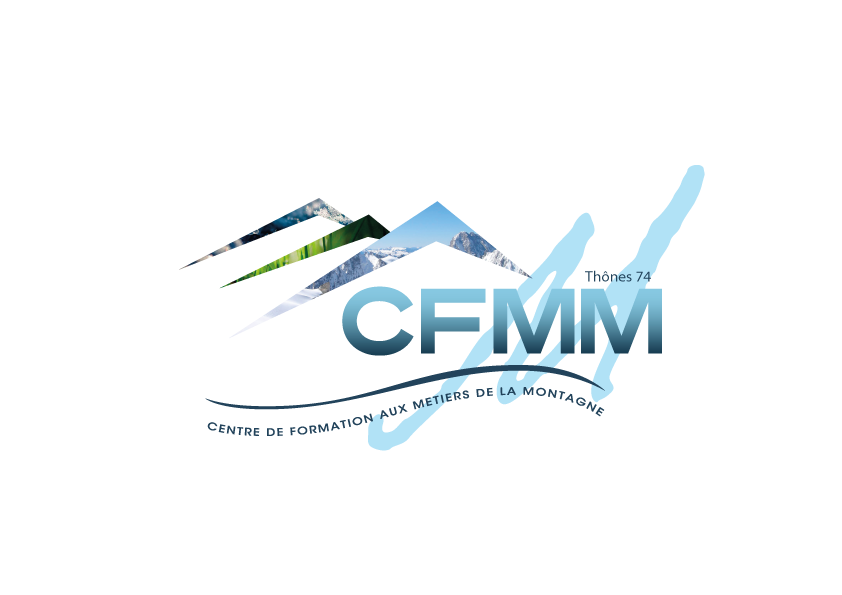 Thônes 74
CFMM
CENTRE DE FORMATION AUX METIERS DE LA MONTAGNE